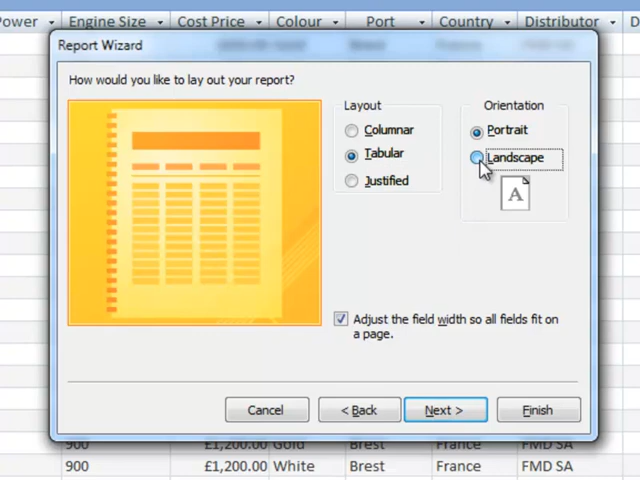 Power Engine Size Cost Price Colour Port Country Distributor D
Report Wizard
How would you like to lay out your report?
Layout
Columnar
Tabular
Justified
Orientation
Portrait
Landscape
A
Adjust the field width so all fields fit on
a page.
Cancel < Back Next > Finish
900 £1,200.00 Gold Brest France FMD SA
900 £1,200.00 White Brest France FMD SA